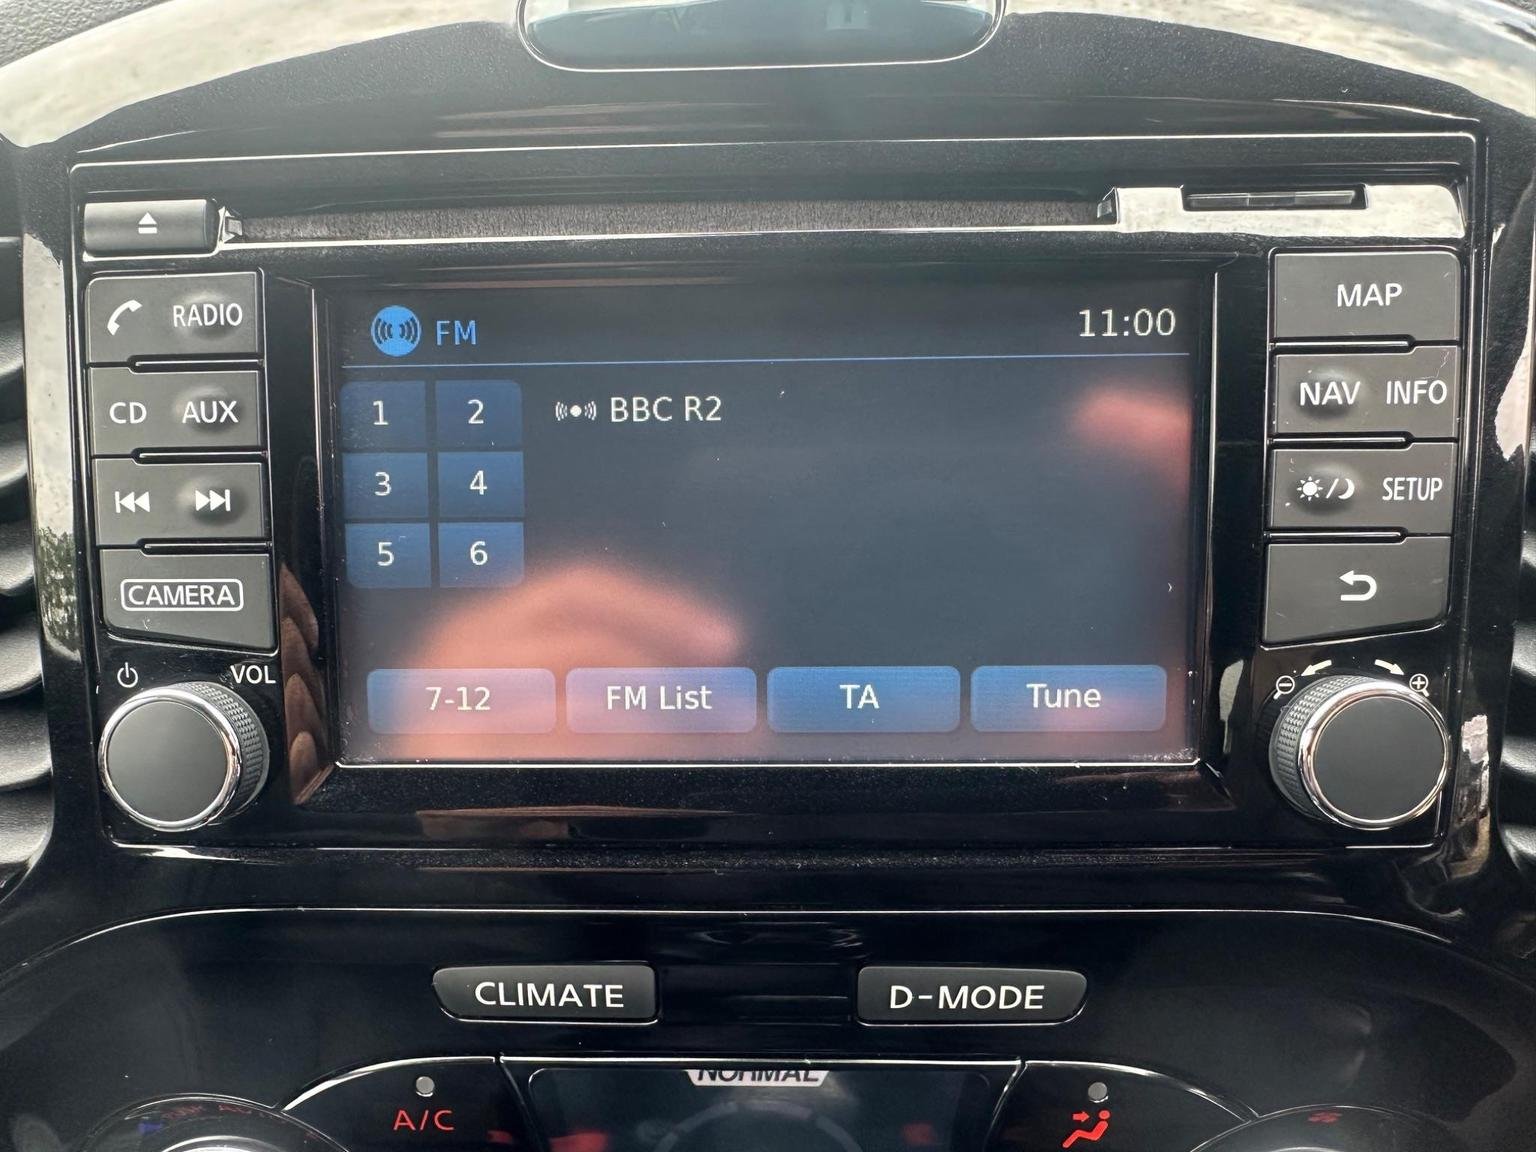 RADIO
MAP
FM
11:00
CD AUX
1 2
BBC R2
NAV INFO
3 4
SETUP
5 6
CAMERA
VOL
7-12 FM List TA Tune
CLIMATE
D-MODE
NORMAL
A/C